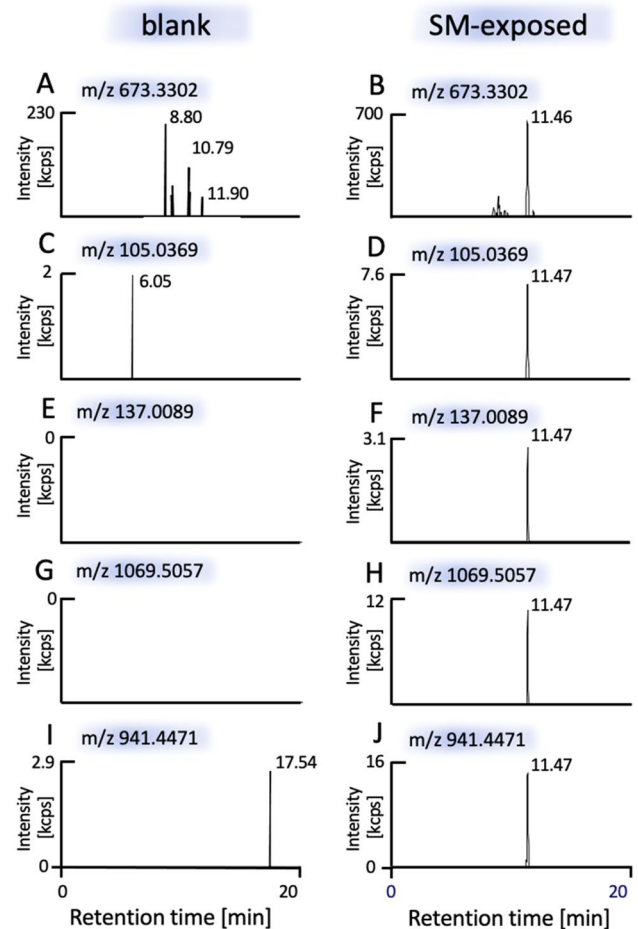 blank
SM-exposed
A
m/z 673.3302
230
8.80
10.79
11.90
Intensity
[kcps]
B
m/z 673.3302
700
11.46
Intensity
[kcps]
C
m/z 105.0369
2
6.05
Intensity
[kcps]
D
m/z 105.0369
7.6
11.47
Intensity
[kcps]
E
m/z 137.0089
0
Intensity
[kcps]
F
m/z 137.0089
3.1
11.47
Intensity
[kcps]
G
m/z 1069.5057
0
Intensity
[kcps]
H
m/z 1069.5057
12
11.47
Intensity
[kcps]
I
m/z 941.4471
2.9
17.54
Intensity
[kcps]
0
0
20
Retention time [min]
J
m/z 941.4471
16
11.47
Intensity
[kcps]
0
0
20
Retention time [min]